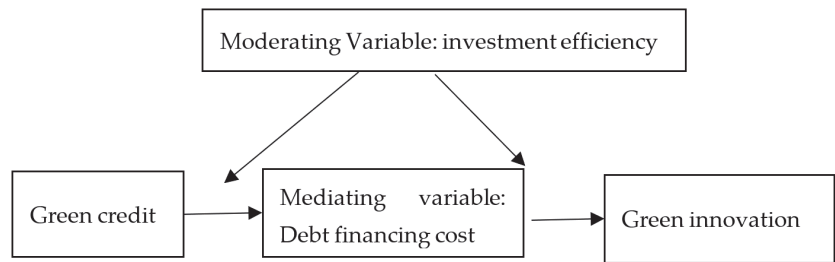 Moderating Variable: investment efficiency
Green credit
Mediating variable:
Debt financing cost
Green innovation